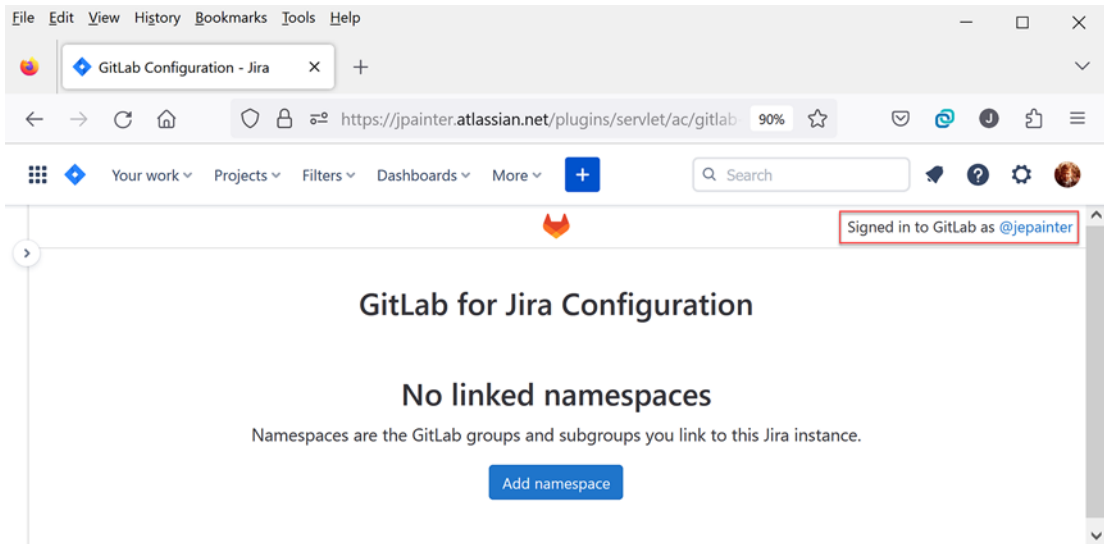 File Edit View History Bookmarks Tools Help
GitLab Configuration - Jira
https://jpainter.atlassian.net/plugins/servlet/ac/gitlab 90% J
Your work Projects Filters Dashboards More + Search
Signed in to GitLab as @jepainter
GitLab for Jira Configuration
No linked namespaces
Namespaces are the GitLab groups and subgroups you link to this Jira instance.
Add namespace